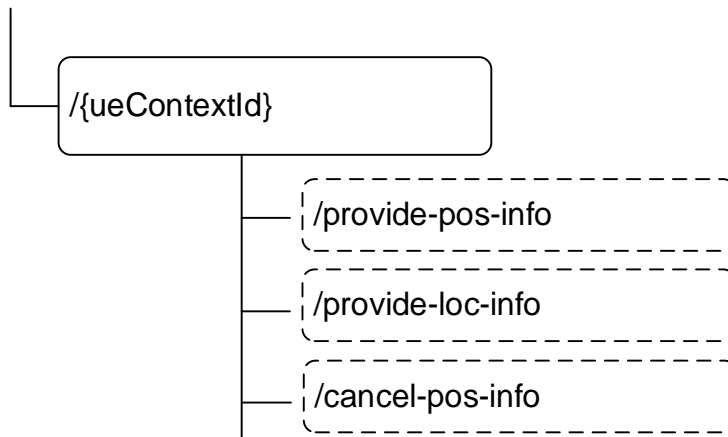 /{ueContextId}
/provide-pos-info
/provide-loc-info
/cancel-pos-info